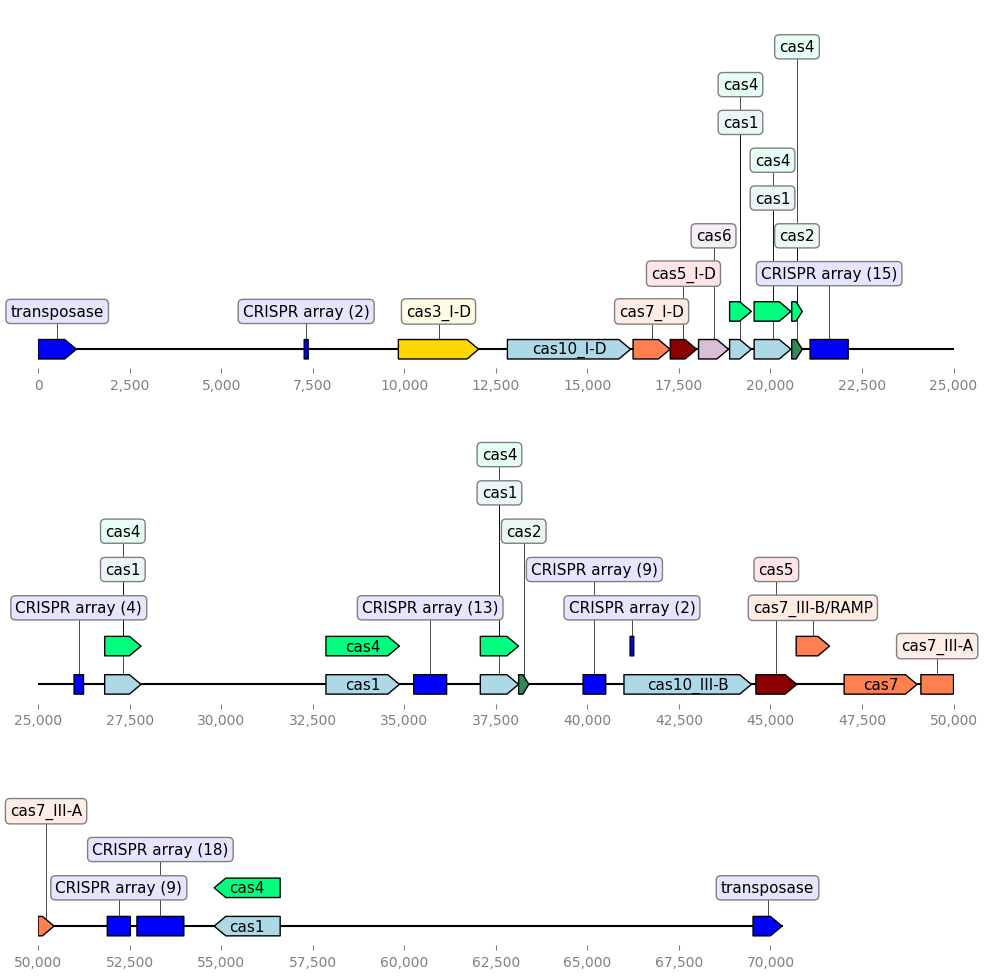 cas4
cas4
cas1
cas4
cas1
cas6
cas2
cas5_I-D
CRISPR array (15)
transposase
CRISPR array (2)
cas3_I-D
cas7_I-D
cas10_I-D
0
2,500
5,000
7,500
10,000
12,500
15,000
17,500
20,000
22,500
25,000
cas4
cas1
cas4
cas2
cas1
CRISPR array (9)
cas5
CRISPR array (4)
CRISPR array (13)
CRISPR array (2)
cas7_III-B/RAMP
cas4
cas7_III-A
cas1
cas10_III-B
cas7
25,000
27,500
30,000
32,500
35,000
37,500
40,000
42,500
45,000
47,500
50,000
cas7_III-A
CRISPR array (18)
CRISPR array (9)
cas4
transposase
cas1
50,000
52,500
55,000
57,500
60,000
62,500
65,000
67,500
70,000